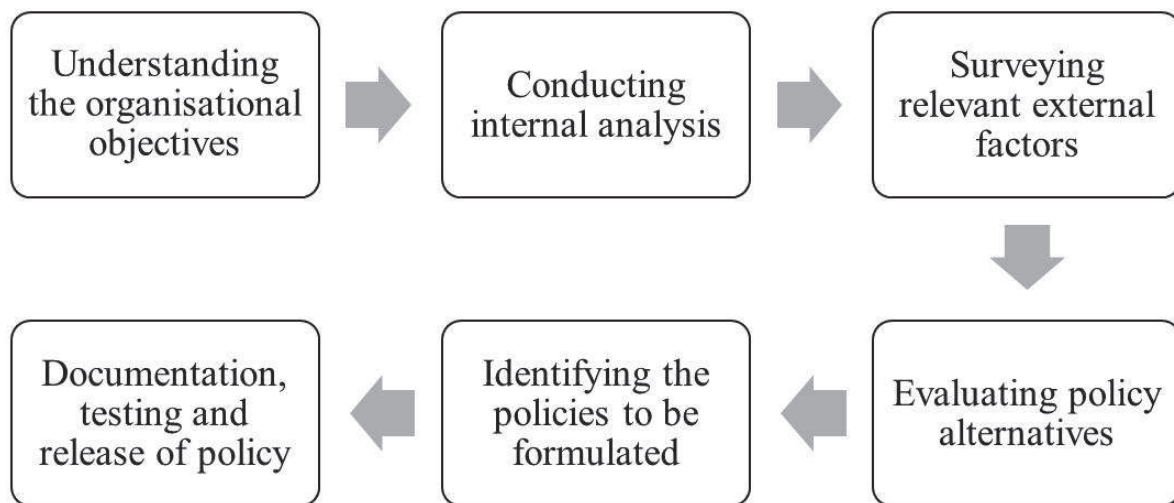 Understanding
the organisational
objectives
Conducting
internal analysis
Surveying
relevant external
factors
Evaluating policy
alternatives
Identifying the
policies to be
formulated
Documentation,
testing and
release of policy